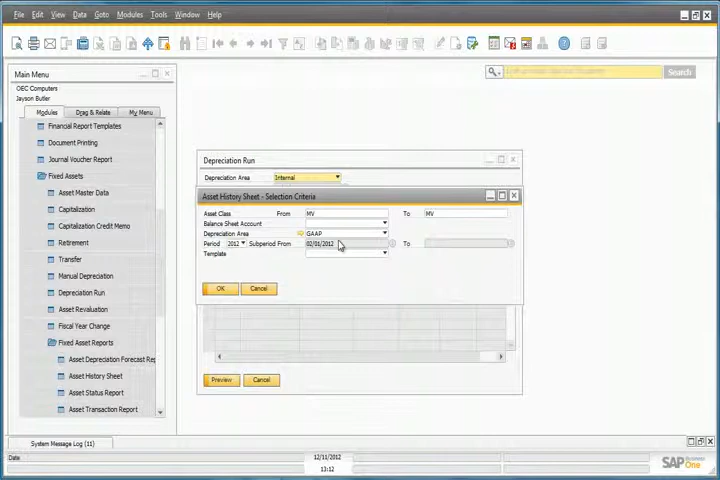 File Edit View Data Goto Modules Tools Window Help
Main Menu
OEC Computers
Jayson Butler
Modules Drag & Relate My Menu
Financial Report Templates
Document Printing
Journal Voucher Report
Fixed Assets
Asset Master Data
Capitalization
Capitalization Credit Memo
Retirement
Transfer
Manual Depreciation
Depreciation Run
Asset Revaluation
Fiscal Year Change
Fixed Asset Reports
Asset Depreciation Forecast Rep
Asset History Sheet
Asset Status Report
Asset Transaction Report
Search
Depreciation Run
Depreciation Area Internal
Asset History Sheet - Selection Criteria
Asset Class From MV To MV
Balance Sheet Account
Depreciation Area GAAP
Period 2012 Subperiod From 02/01/2012 To
Template
OK Cancel
Preview Cancel
System Message Log (11)
Date 12/11/2012
13:12
SAP Business One